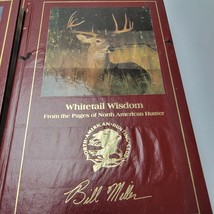 Whitetail Wisdom
From the Pages of North American Hunter
Bill Miller